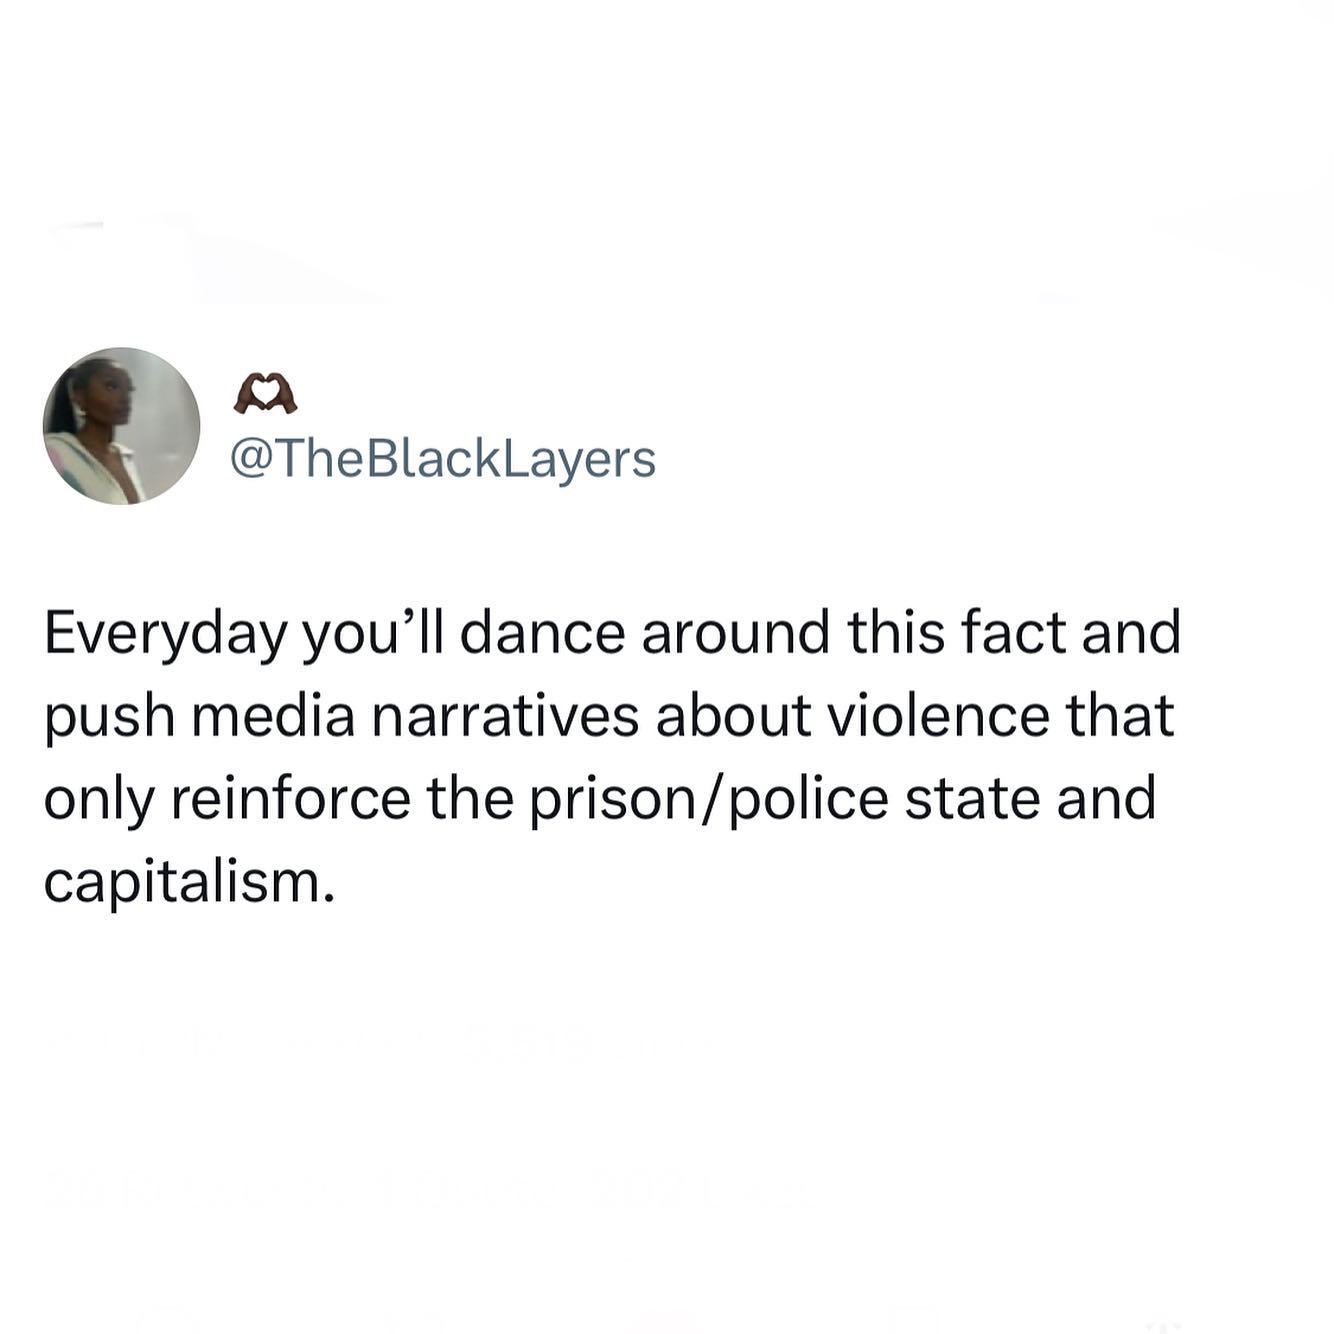 @TheBlackLayers
Everyday you’ll dance around this fact and
push media narratives about violence that
only reinforce the prison/police state and
capitalism.